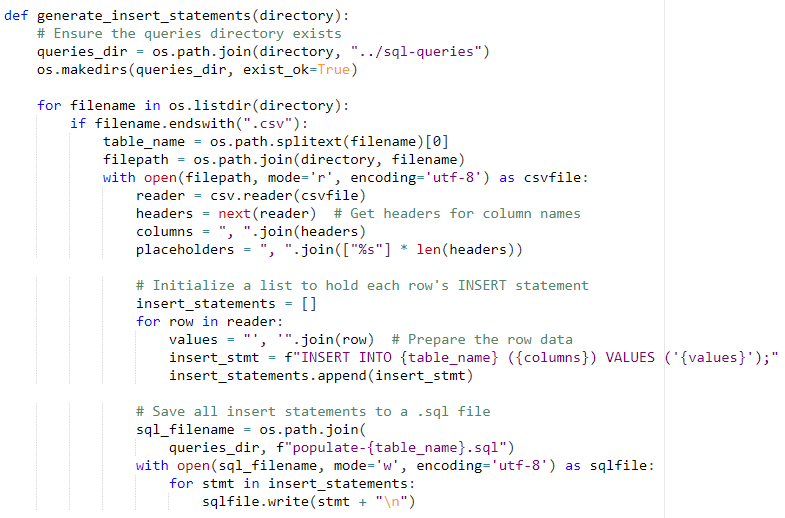 def generate_insert_statements(directory):
    # Ensure the queries directory exists
    queries_dir = os.path.join(directory, "../sql-queries")
    os.makedirs(queries_dir, exist_ok=True)

    for filename in os.listdir(directory):
        if filename.endswith(".csv"):
            table_name = os.path.splitext(filename)[0]
            filepath = os.path.join(directory, filename)
            with open(filepath, mode='r', encoding='utf-8') as csvfile:
                reader = csv.reader(csvfile)
                headers = next(reader)  # Get headers for column names
                columns = ", ".join(headers)
                placeholders = ", ".join(["%s"] * len(headers))

                # Initialize a list to hold each row's INSERT statement
                insert_statements = []
                for row in reader:
                    values = "', '".join(row)  # Prepare the row data
                    insert_stmt = f"INSERT INTO {table_name} ({columns}) VALUES ('{values}');"
                    insert_statements.append(insert_stmt)

                # Save all insert statements to a .sql file
                sql_filename = os.path.join(
                    queries_dir, f"populate-{table_name}.sql")
                with open(sql_filename, mode='w', encoding='utf-8') as sqlfile:
                    for stmt in insert_statements:
                        sqlfile.write(stmt + "\n")